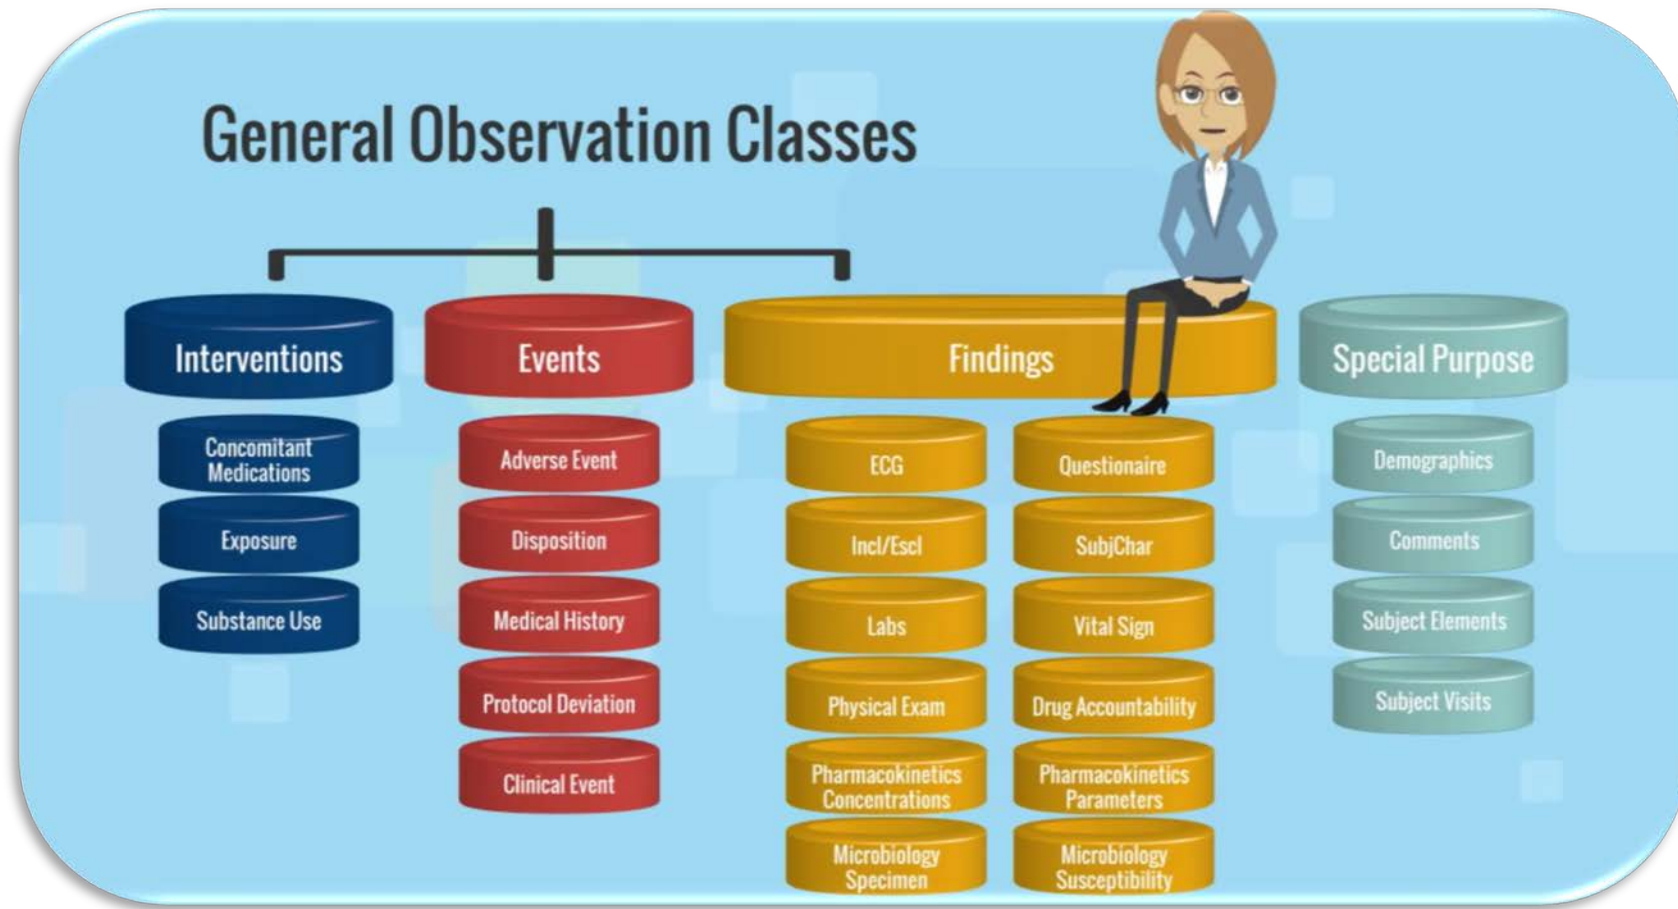 General Observation Classes
Interventions
Concomitant
Medications
Exposure
Substance Use
Events
Adverse Event
Disposition
Medical History
Protocol Deviation
Clinical Event
Findings
ECG
Incl/Escl
Labs
Physical Exam
Pharmacokinetics
Concentrations
Microbiology
Specimen
Questionaire
SubjChar
Vital Sign
Drug Accountability
Pharmacokinetics
Parameters
Microbiology
Susceptibility
Special Purpose
Demographics
Comments
Subject Elements
Subject Visits